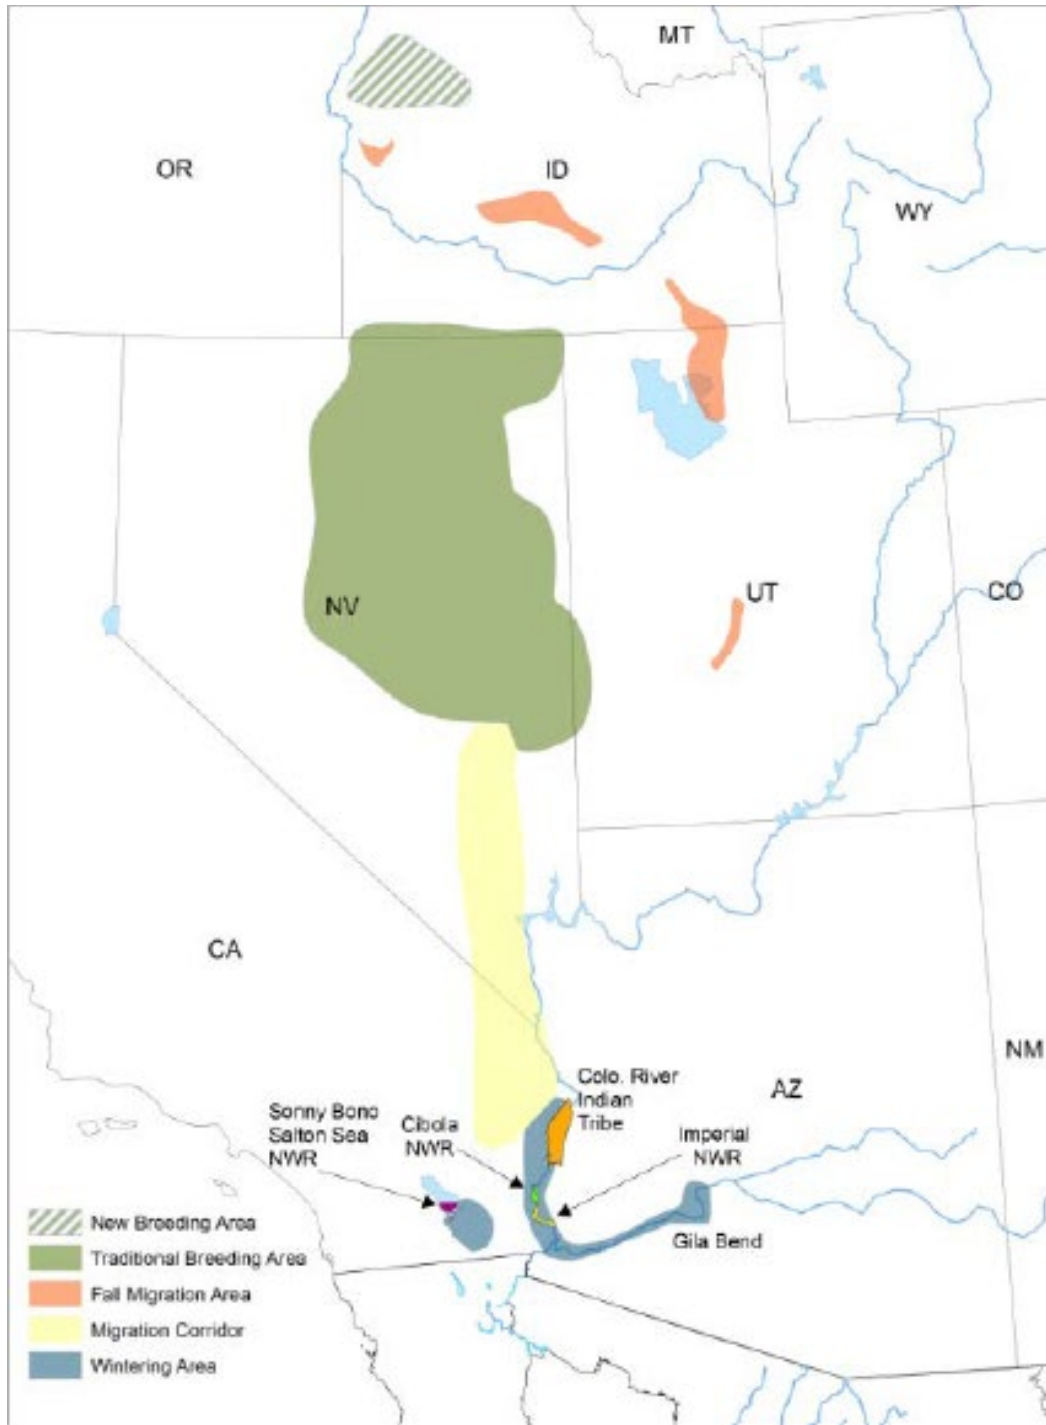 MT
OR
ID
WY
NV
UT
CO
CA
NM
AZ
Colo. River
Indian
Tribe
Sonny Bono
Salton Sea
NWR
Cibola
NWR
Imperial
NWR
Gila Bend
New Breeding Area
Traditional Breeding Area
Fall Migration Area
Migration Corridor
Wintering Area